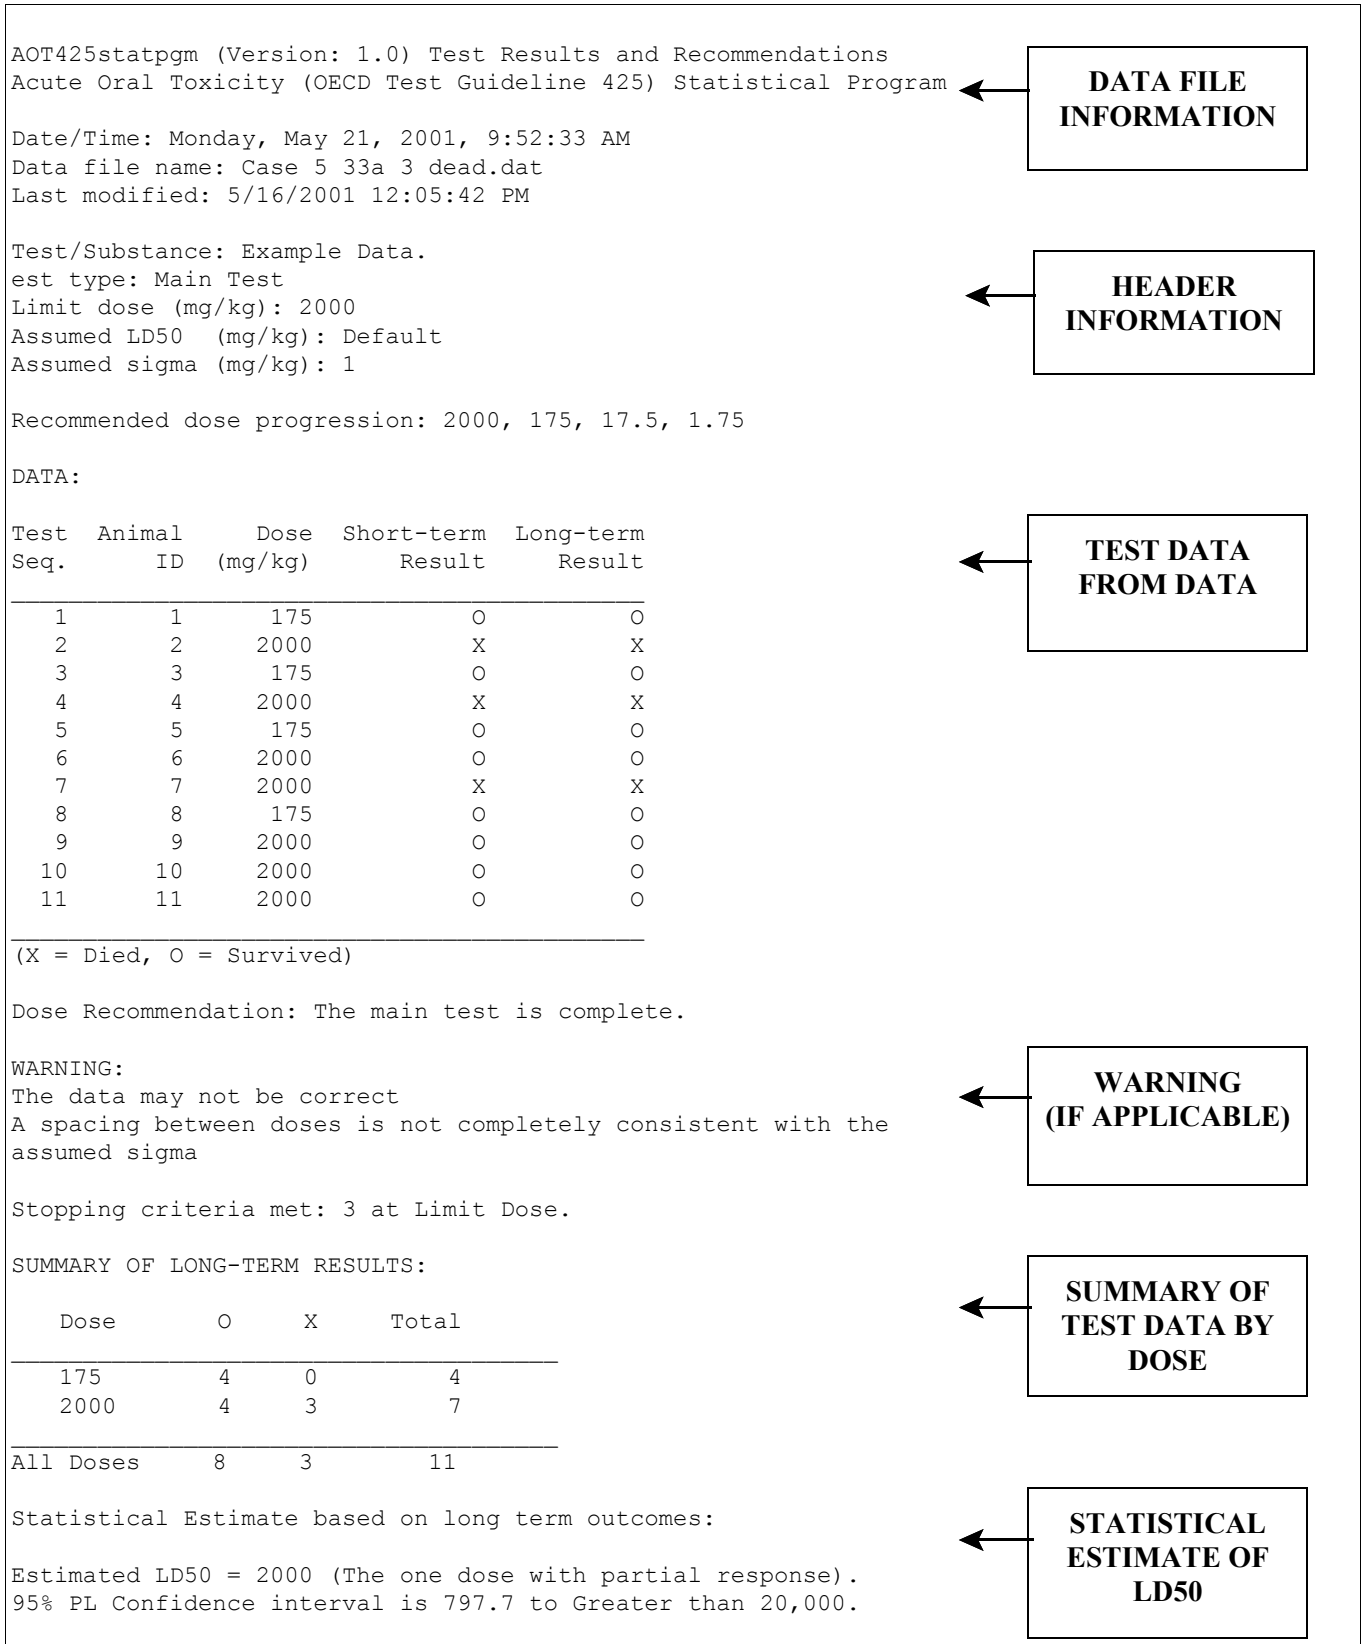 AOT425statpgm (Version: 1.0) Test Results and Recommendations
Acute Oral Toxicity (OECD Test Guideline 425) Statistical Program
DATA FILE
INFORMATION
Date/Time: Monday, May 21, 2001, 9:52:33 AM
Data file name: Case 5 33a 3 dead.dat
Last modified: 5/16/2001 12:05:42 PM
Test/Substance: Example Data.
est type: Main Test
Limit dose (mg/kg): 2000
Assumed LD50  (mg/kg): Default
Assumed sigma (mg/kg): 1
HEADER
INFORMATION
Recommended dose progression: 2000, 175, 17.5, 1.75
DATA:
Test  Animal     Dose  Short-term  Long-term
Seq.      ID  (mg/kg)      Result     Result
TEST DATA
FROM DATA
1       1      175           O          O
2       2     2000           X          X
3       3      175           O          O
4       4     2000           X          X
5       5      175           O          O
6       6     2000           O          O
7       7     2000           X          X
8       8      175           O          O
9       9     2000           O          O
10      10     2000           O          O
11      11     2000           O          O
(X = Died, O = Survived)
Dose Recommendation: The main test is complete.
WARNING:
The data may not be correct
A spacing between doses is not completely consistent with the
assumed sigma
WARNING
(IF APPLICABLE)
Stopping criteria met: 3 at Limit Dose.
SUMMARY OF LONG-TERM RESULTS:
SUMMARY OF
TEST DATA BY
DOSE
Dose       O     X     Total
175        4     0         4
2000       4     3         7
All Doses     8     3        11
Statistical Estimate based on long term outcomes:
STATISTICAL
ESTIMATE OF
LD50
Estimated LD50 = 2000 (The one dose with partial response).
95% PL Confidence interval is 797.7 to Greater than 20,000.